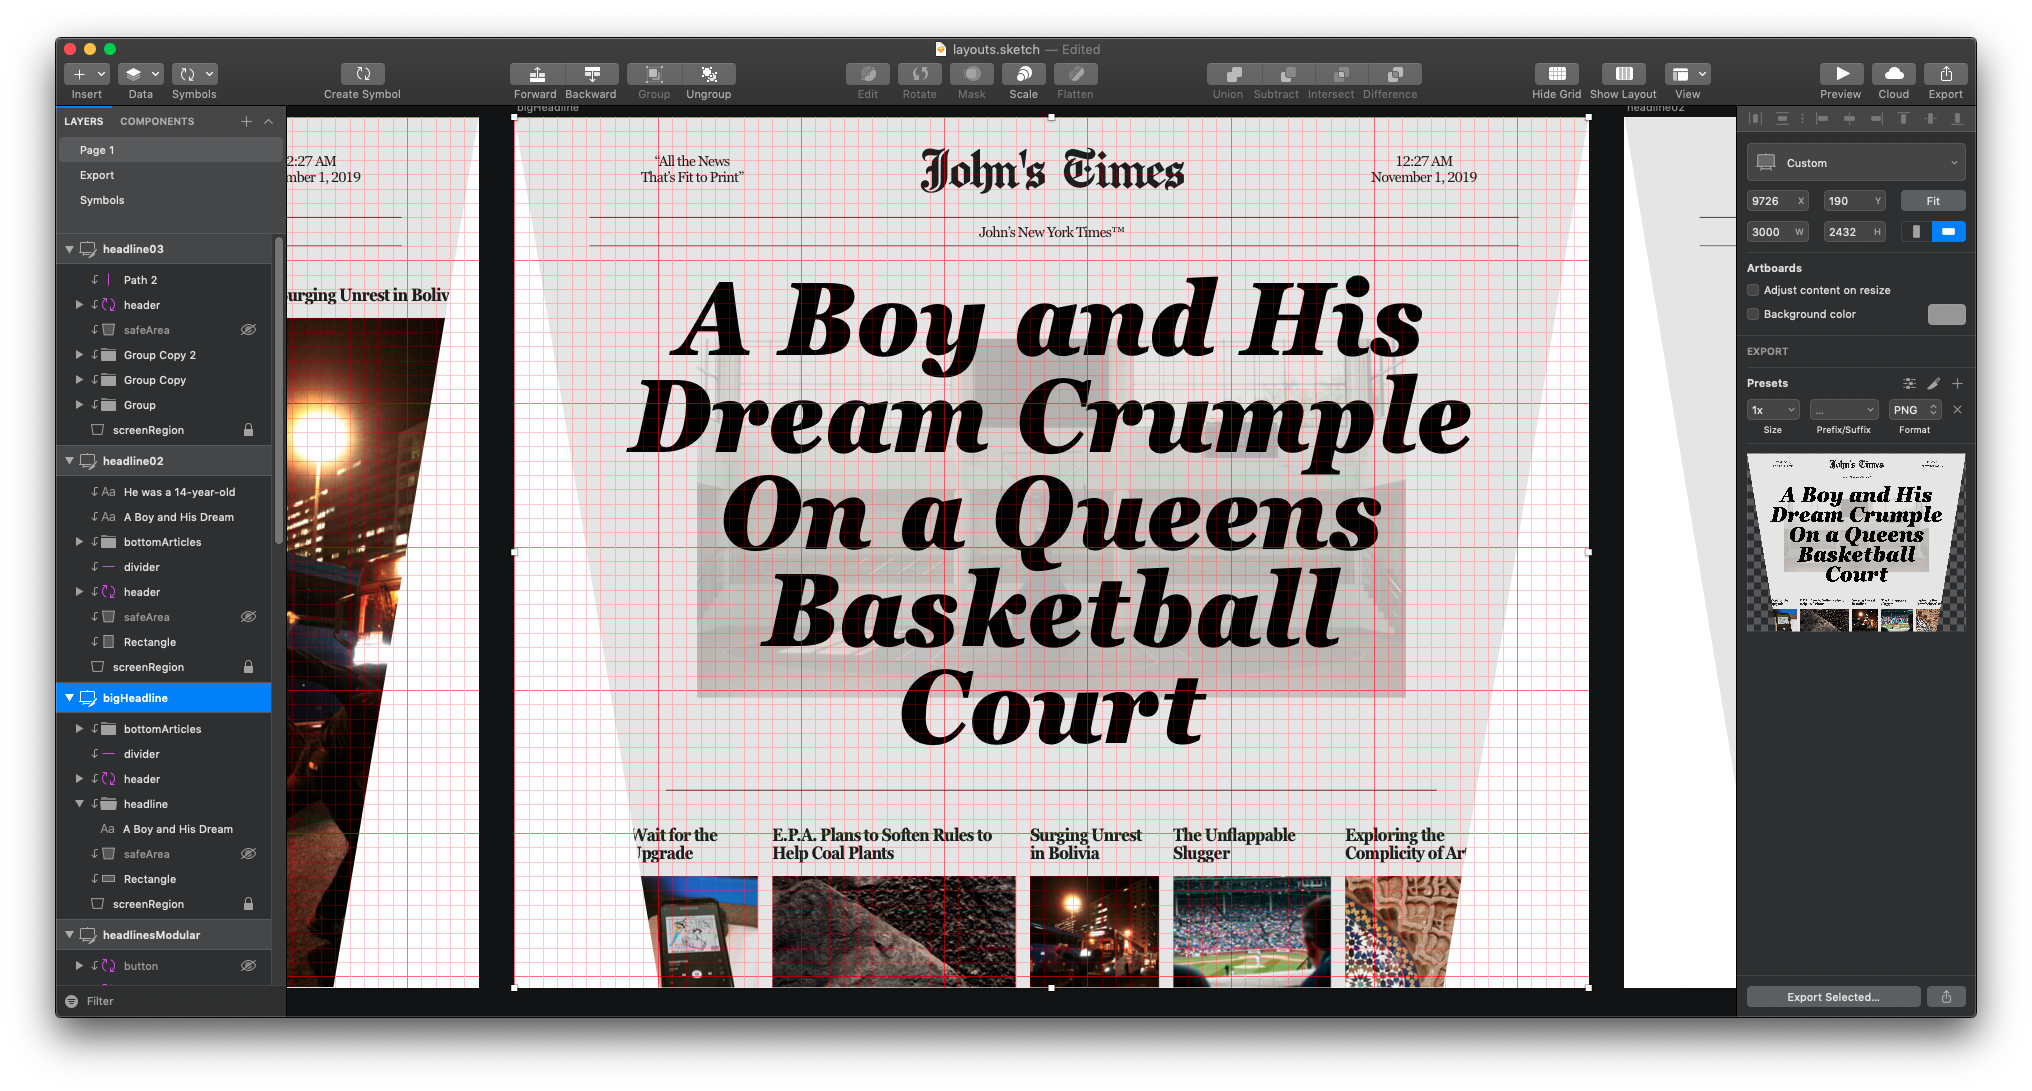 layouts.sketch — Edited
Insert
Data
Symbols
Create Symbol
Forward
Backward
Group
Ungroup
Edit
Rotate
Mask
Scale
Flatten
Union
Subtract
Intersect
Difference
Hide Grid
Show Layout
View
Preview
Cloud
Export
LAYERS
COMPONENTS
Page 1
Export
Symbols
headline03
Path 2
header
safeArea
Group Copy 2
Group Copy
Group
screenRegion
headline02
Aa He was a 14-year-old
Aa A Boy and His Dream
bottomArticles
divider
header
safeArea
Rectangle
screenRegion
bigHeadline
bottomArticles
divider
header
headline
Aa A Boy and His Dream
safeArea
Rectangle
screenRegion
headlinesModular
button
Filter
2:27 AM
mber 1, 2019
urging Unrest in Boliv
bigHeadline
“All the News
That’s Fit to Print”
John's Times
12:27 AM
November 1, 2019
John’s New York Times™
A Boy and His
Dream Crumple
On a Queens
Basketball
Court
Wait for the
Upgrade
E.P.A. Plans to Soften Rules to
Help Coal Plants
Surging Unrest
in Bolivia
The Unflappable
Slugger
Exploring the
Complicity of Ar
headline02
Custom
9726 X
190 Y
Fit
3000 W
2432 H
Artboards
Adjust content on resize
Background color
EXPORT
Presets
1x
...
PNG
Size
Prefix/Suffix
Format
John's Times
A Boy and His
Dream Crumple
On a Queens
Basketball
Court
Export Selected...